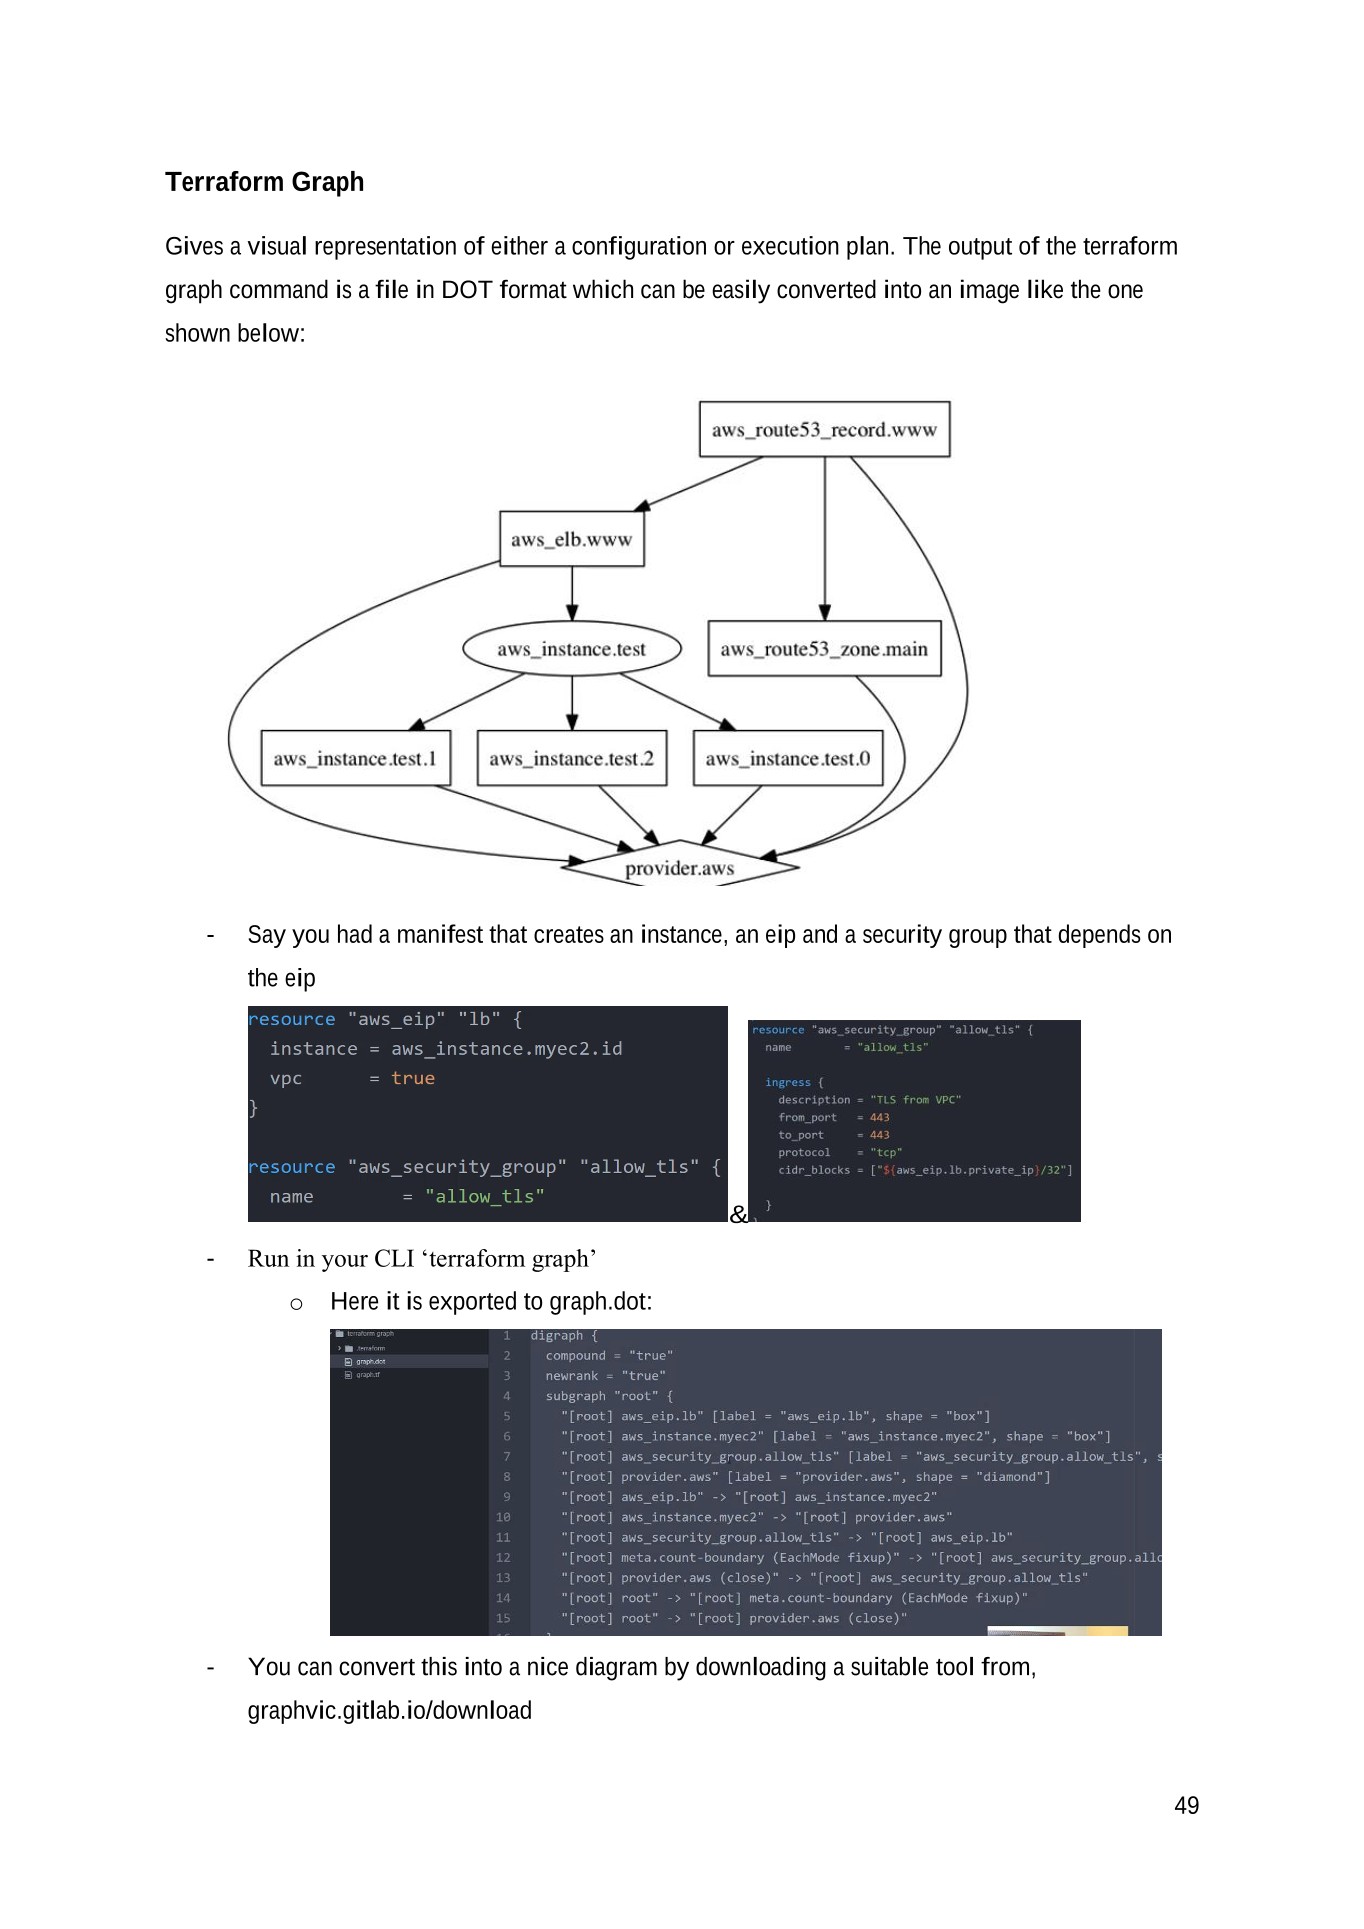 Terraform Graph
Gives a visual representation of either a configuration or execution plan. The output of the terraform
graph command is a file in DOT format which can be easily converted into an image like the one
shown below:
aws_route53_record.www
aws_elb.www
aws_instance.test
aws_route53_zone.main
aws_instance.test.1
aws_instance.test.2
aws_instance.test.0
provider.aws
- Say you had a manifest that creates an instance, an eip and a security group that depends on
the eip
resource "aws_eip" "lb" {
instance = aws_instance.myec2.id
vpc = true
}
resource "aws_security_group" "allow_tls" {
name = "allow_tls"
&
resource "aws_security_group" "allow_tls" {
name = "allow_tls"
ingress {
description = "TLS from VPC"
from_port = 443
to_port = 443
protocol = "tcp"
cidr_blocks = ["${aws_eip.lb.private_ip}/32"]
}
- Run in your CLI ‘terraform graph’
o Here it is exported to graph.dot:
terraform graph
.terraform
graph.dot
graph.tf
1 digraph {
2 compound = "true"
3 newrank = "true"
4 subgraph "root" {
5 "[root] aws_eip.lb" [label = "aws_eip.lb", shape = "box"]
6 "[root] aws_instance.myec2" [label = "aws_instance.myec2", shape = "box"]
7 "[root] aws_security_group.allow_tls" [label = "aws_security_group.allow_tls", s
8 "[root] provider.aws" [label = "provider.aws", shape = "diamond"]
9 "[root] aws_eip.lb" -> "[root] aws_instance.myec2"
10 "[root] aws_instance.myec2" -> "[root] provider.aws"
11 "[root] aws_security_group.allow_tls" -> "[root] aws_eip.lb"
12 "[root] meta.count-boundary (EachMode fixup)" -> "[root] aws_security_group.allo
13 "[root] provider.aws (close)" -> "[root] aws_security_group.allow_tls"
14 "[root] root" -> "[root] meta.count-boundary (EachMode fixup)"
15 "[root] root" -> "[root] provider.aws (close)"
- You can convert this into a nice diagram by downloading a suitable tool from,
graphvic.gitlab.io/download
49